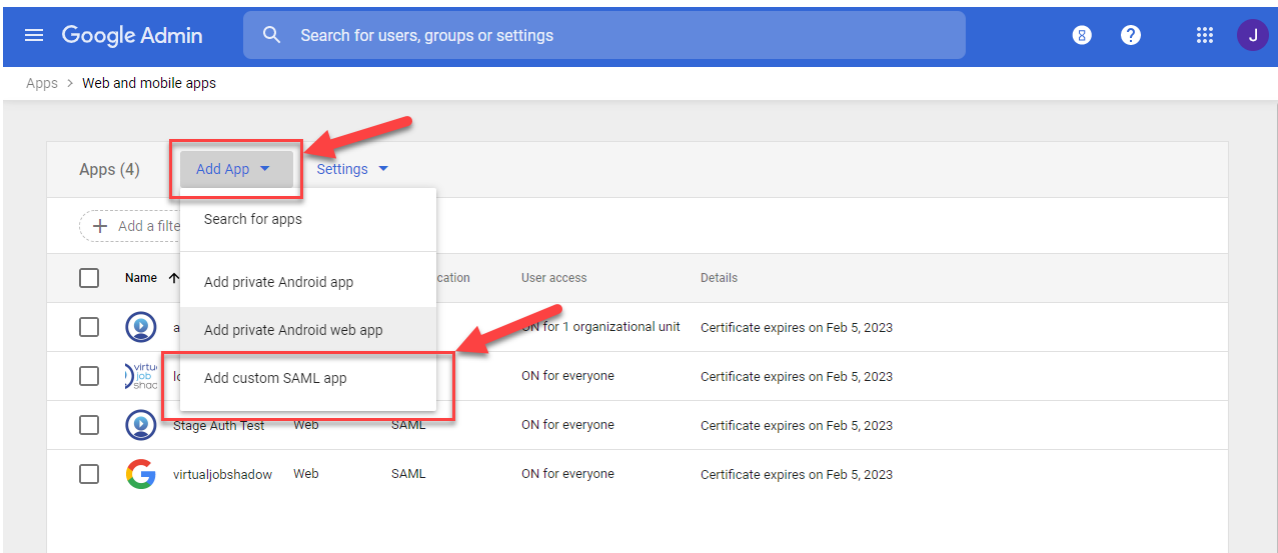 Google Admin
Search for users, groups or settings
J
Apps > Web and mobile apps
Apps (4)
Add App
Settings
Add a filte
Search for apps
Add private Android app
Add private Android web app
Add custom SAML app
Name
cation
User access
Details
a
ON for 1 organizational unit
Certificate expires on Feb 5, 2023
virtu
job
shad
lo
ON for everyone
Certificate expires on Feb 5, 2023
Stage Auth Test Web SAML ON for everyone Certificate expires on Feb 5, 2023
virtualjobshadow Web SAML ON for everyone Certificate expires on Feb 5, 2023